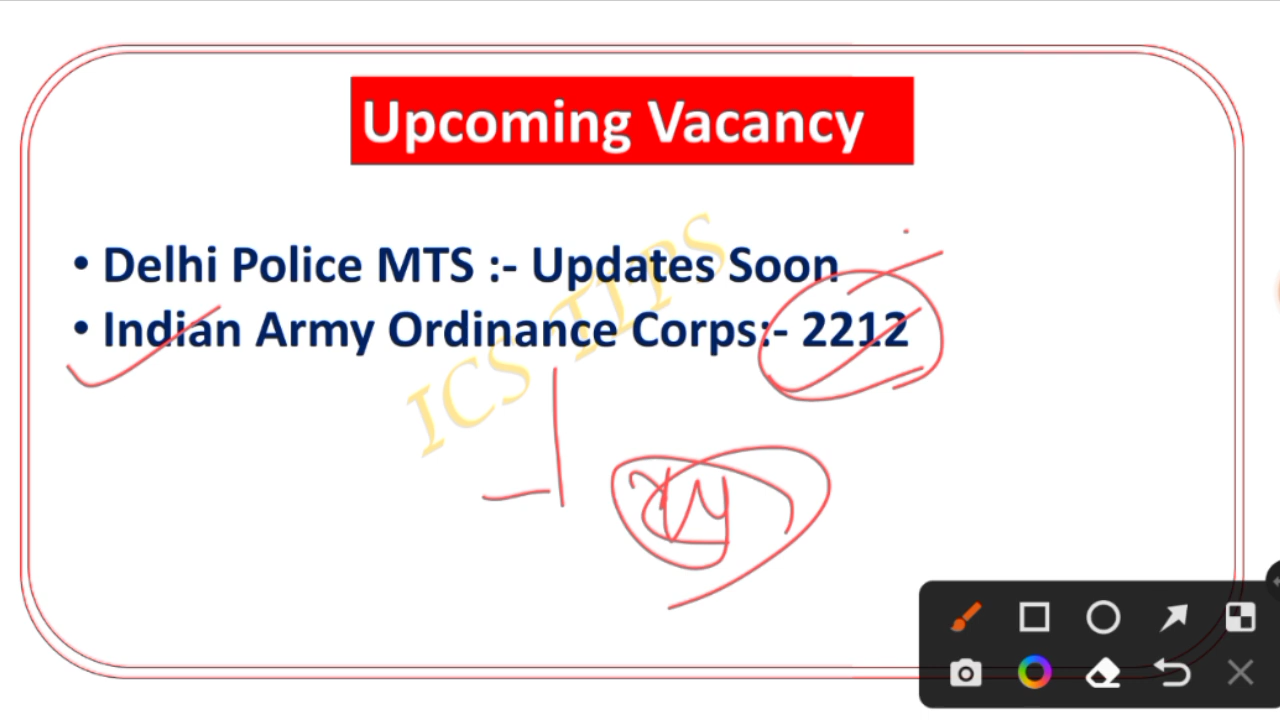 Upcoming Vacancy
• Delhi Police MTS :- Updates Soon
• Indian Army Ordinance Corps:- 2212
ICS TIPS